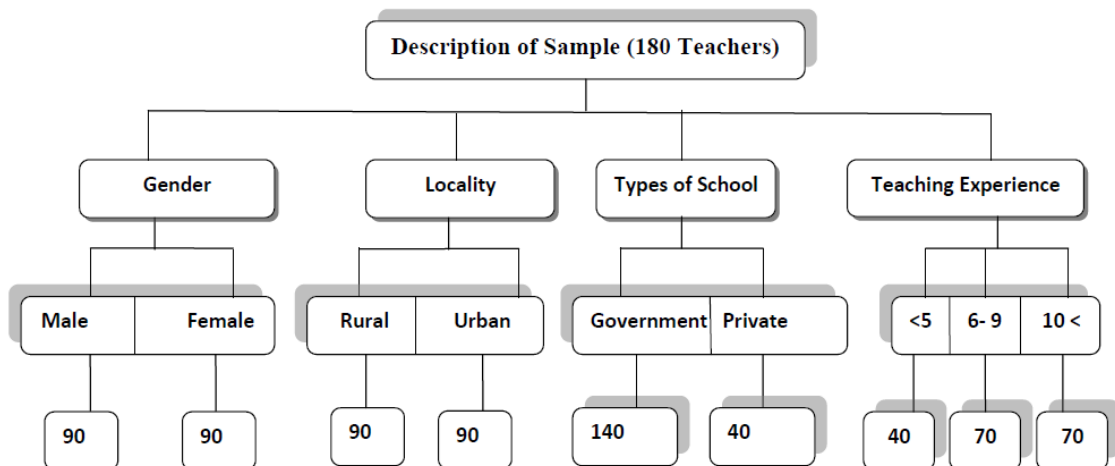 Description of Sample (180 Teachers)
Gender Locality Types of School Teaching Experience
Male Female Rural Urban Government Private <5 6- 9 10 <
90 90 90 90 140 40 40 70 70